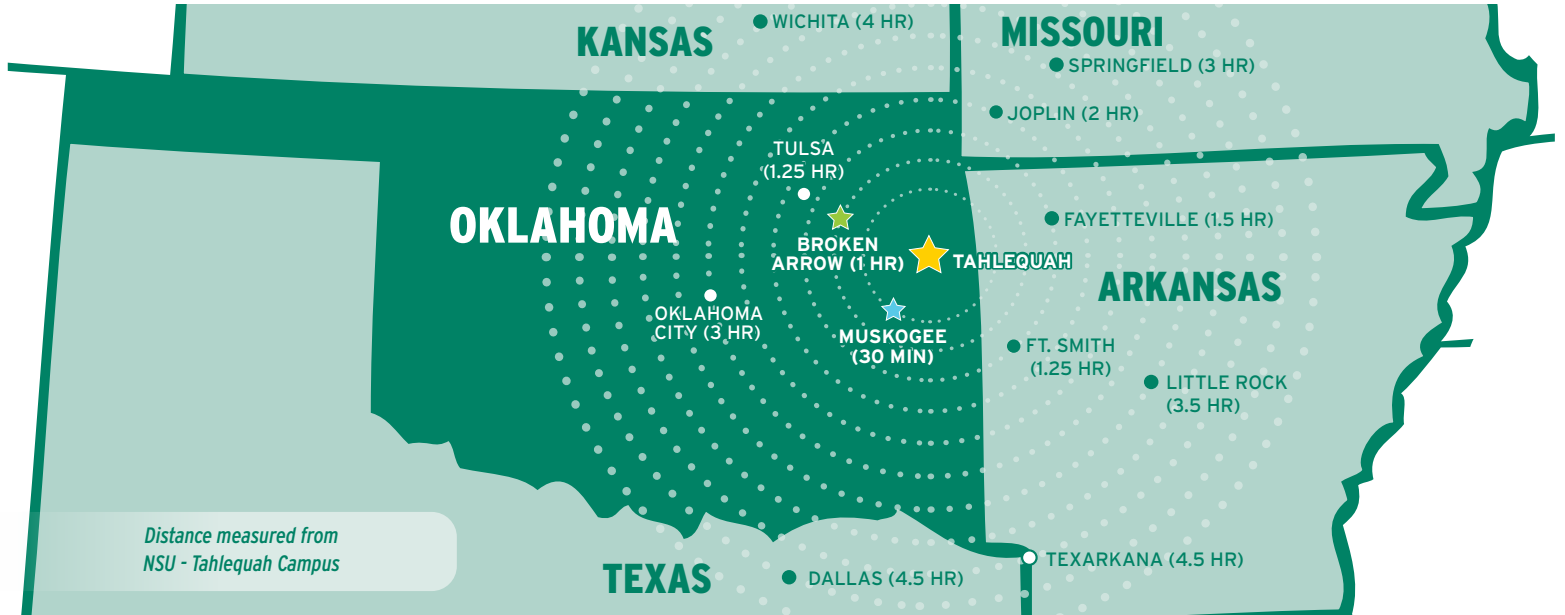 WICHITA (4 HR)
KANSAS
MISSOURI
SPRINGFIELD (3 HR)
JOPLIN (2 HR)
TULSA
(1.25 HR)
OKLAHOMA
BROKEN
ARROW (1 HR)
TAHLEQUAH
FAYETTEVILLE (1.5 HR)
ARKANSAS
OKLAHOMA
CITY (3 HR)
MUSKOGEE
(30 MIN)
FT. SMITH
(1.25 HR)
LITTLE ROCK
(3.5 HR)
Distance measured from
NSU - Tahlequah Campus
TEXAS
DALLAS (4.5 HR)
TEXARKANA (4.5 HR)